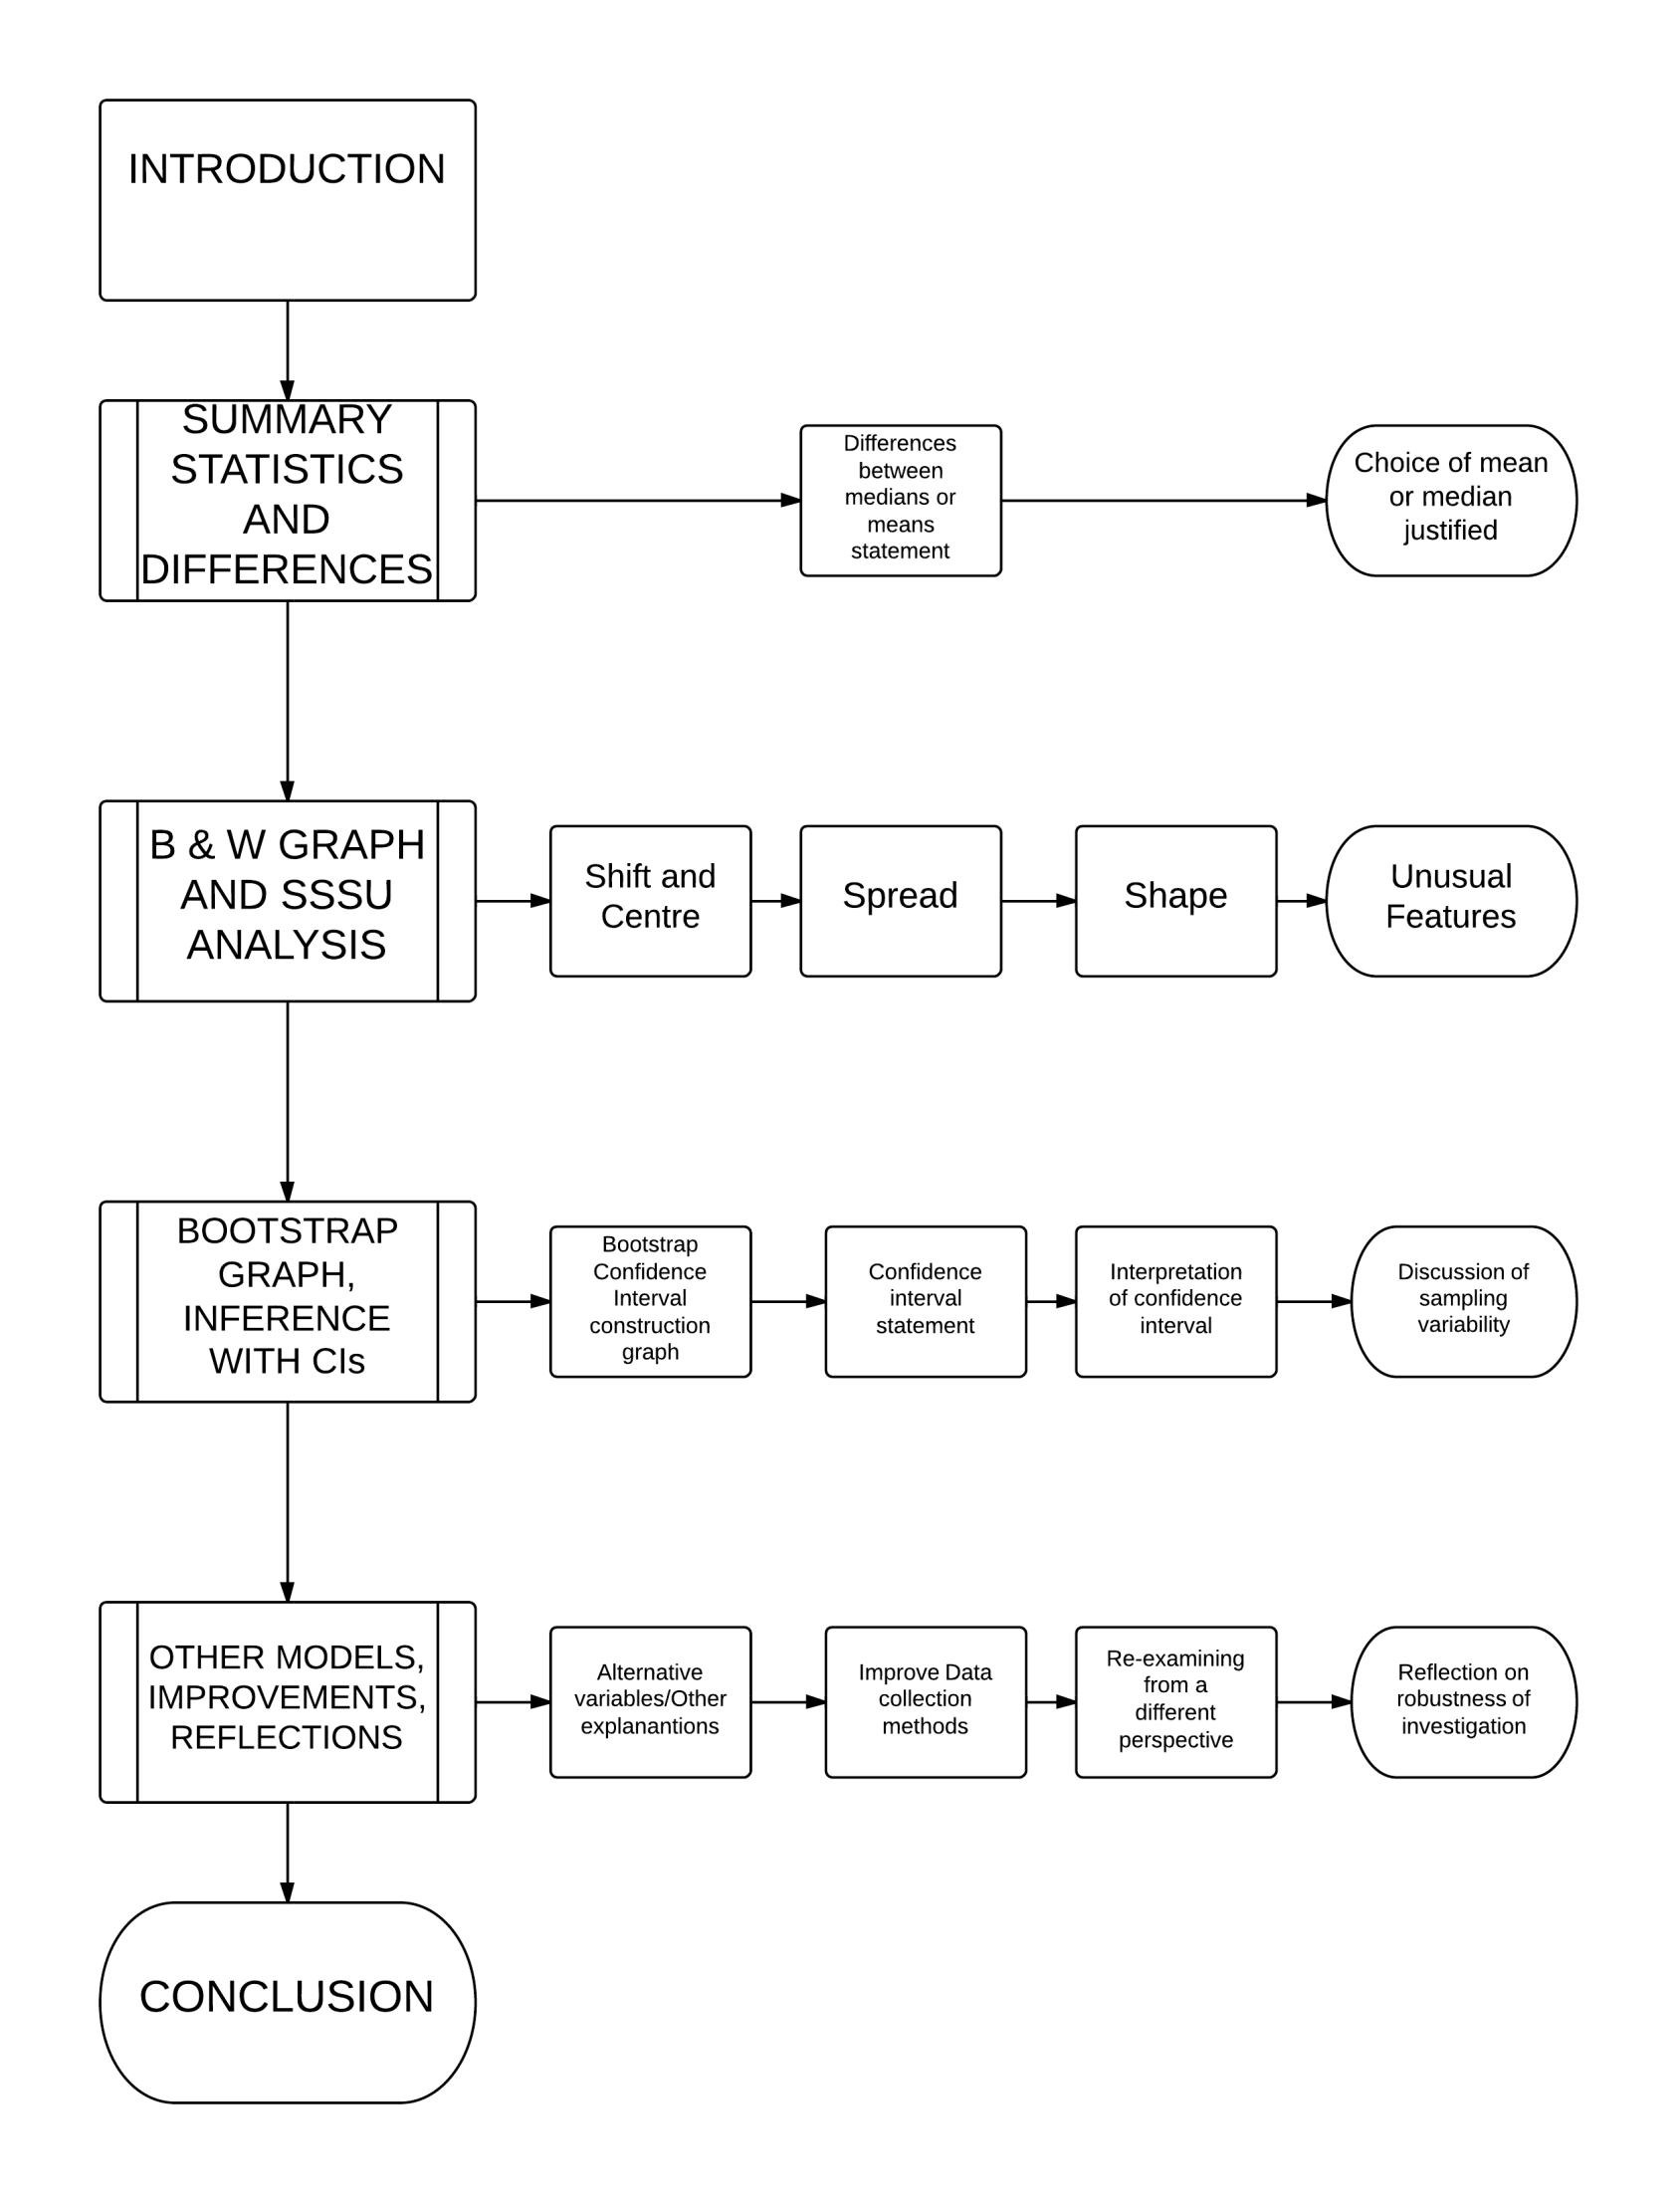 INTRODUCTION
SUMMARY
STATISTICS
AND
DIFFERENCES
Differences
between
medians or
means
statement
Choice of mean
or median
justified
B & W GRAPH
AND SSSU
ANALYSIS
Shift and
Centre
Spread
Shape
Unusual
Features
BOOTSTRAP
GRAPH,
INFERENCE
WITH CIs
Bootstrap
Confidence
Interval
construction
graph
Confidence
interval
statement
Interpretation
of confidence
interval
Discussion of
sampling
variability
OTHER MODELS,
IMPROVEMENTS,
REFLECTIONS
Alternative
variables/Other
explanantions
Improve Data
collection
methods
Re-examining
from a
different
perspective
Reflection on
robustness of
investigation
CONCLUSION